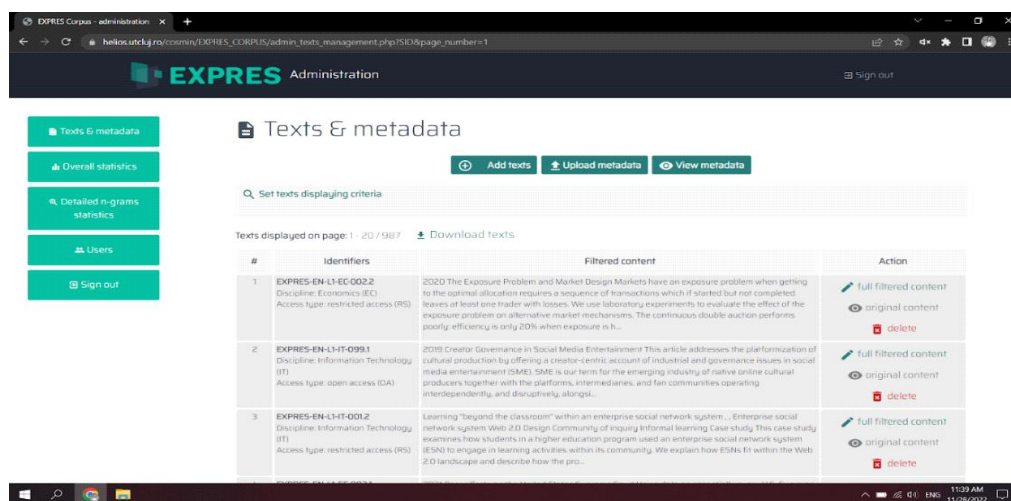 EXPRES Corpus - administration
helios.utcluj.ro/cosmin/EXPRES_CORPUS/admin_texts_management.php?SID&page_number=1
EXPRES Administration
Sign out
Texts & metadata
Overall statistics
Detailed n-grams
statistics
Users
Sign out
Texts & metadata
Add texts
Upload metadata
View metadata
Set texts displaying criteria
Texts displayed on page: 1 - 20 / 987
Download texts
# Identifiers Filtered content Action
1
EXPRES-EN-L1-EC-002.2
Discipline: Economics (EC)
Access type: restricted access (RS)
2020 The Exposure Problem and Market Design Markets have an exposure problem when getting
to the optimal allocation requires a sequence of transactions which if started but not completed
leaves at least one trader with losses. We use laboratory experiments to evaluate the effect of the
exposure problem on alternative market mechanisms. The continuous double auction performs
poorly: efficiency is only 20% when exposure is h...
full filtered content
original content
delete
2
EXPRES-EN-L1-IT-099.1
Discipline: Information Technology
(IT)
Access type: open access (OA)
2019 Creator Governance in Social Media Entertainment This article addresses the platformization of
cultural production by offering a creator-centric account of industrial and governance issues in social
media entertainment (SME). SME is our term for the emerging industry of native online cultural
producers together with the platforms, intermediaries, and fan communities operating
interdependently, and disruptively, alongsi...
full filtered content
original content
delete
3
EXPRES-EN-L1-IT-001.2
Discipline: Information Technology
(IT)
Access type: restricted access (RS)
Learning "beyond the classroom" within an enterprise social network system , , Enterprise social
network system Web 2.0 Design Community of inquiry Informal learning Case study This case study
examines how students in a higher education program used an enterprise social network system
(ESN) to engage in learning activities within its community. We explain how ESNs fit within the Web
2.0 landscape and describe how the pro...
full filtered content
original content
delete
ENG
11:39 AM
11/28/2022